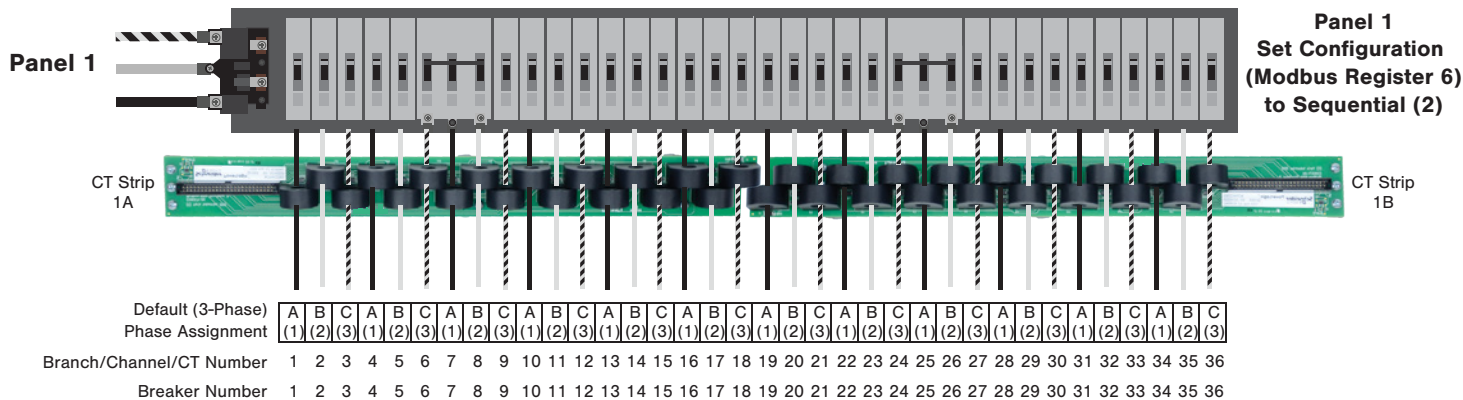 Panel 1
Panel 1
Set Configuration
(Modbus Register 6)
to Sequential (2)
CT Strip
1A
CT Strip
1B
Default (3-Phase) A B C A B C A B C A B C A B C A B C A B C A B C A B C A B C A B C A B C
Phase Assignment (1) (2) (3) (1) (2) (3) (1) (2) (3) (1) (2) (3) (1) (2) (3) (1) (2) (3) (1) (2) (3) (1) (2) (3) (1) (2) (3) (1) (2) (3) (1) (2) (3) (1) (2) (3)
Branch/Channel/CT Number 1 2 3 4 5 6 7 8 9 10 11 12 13 14 15 16 17 18 19 20 21 22 23 24 25 26 27 28 29 30 31 32 33 34 35 36
Breaker Number 1 2 3 4 5 6 7 8 9 10 11 12 13 14 15 16 17 18 19 20 21 22 23 24 25 26 27 28 29 30 31 32 33 34 35 36